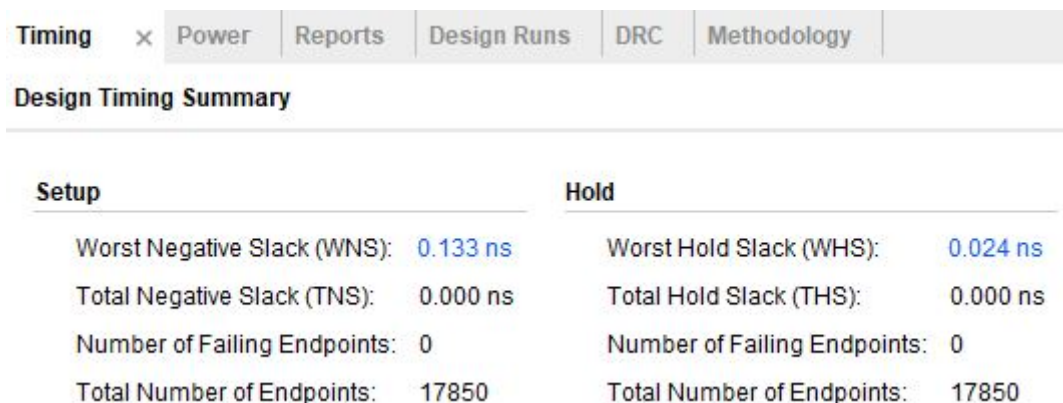 Timing × Power Reports Design Runs DRC Methodology
Design Timing Summary
Setup Hold
Worst Negative Slack (WNS): 0.133 ns Worst Hold Slack (WHS): 0.024 ns
Total Negative Slack (TNS): 0.000 ns Total Hold Slack (THS): 0.000 ns
Number of Failing Endpoints: 0 Number of Failing Endpoints: 0
Total Number of Endpoints: 17850 Total Number of Endpoints: 17850